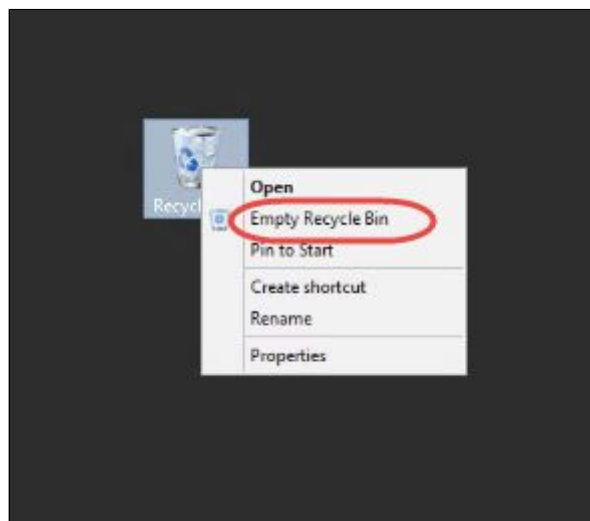 Recycl
Open
Empty Recycle Bin
Pin to Start
Create shortcut
Rename
Properties